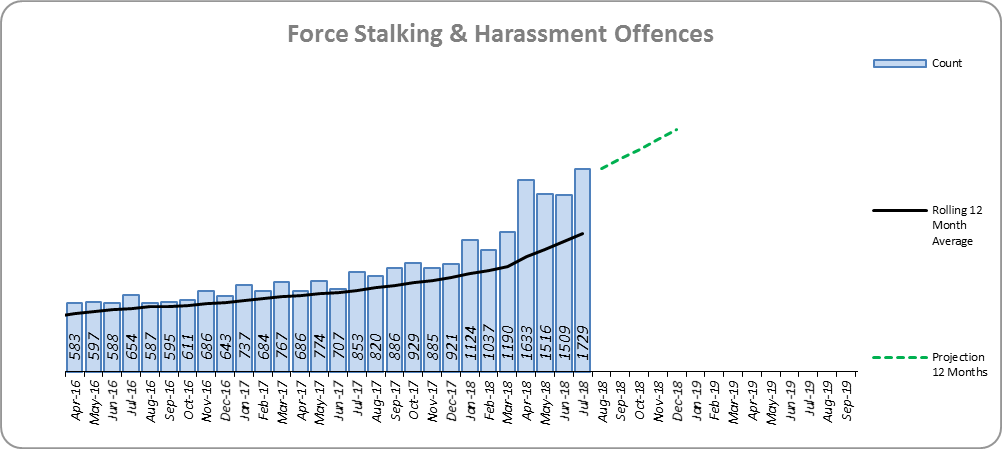 Force Stalking & Harassment Offences
Count
Rolling 12
Month
Average
Projection
12 Months
583
597
588
654
587
595
611
686
643
737
684
767
686
774
707
853
820
886
929
885
921
1124
1037
1190
1633
1516
1509
1729
Apr-16
May-16
Jun-16
Jul-16
Aug-16
Sep-16
Oct-16
Nov-16
Dec-16
Jan-17
Feb-17
Mar-17
Apr-17
May-17
Jun-17
Jul-17
Aug-17
Sep-17
Oct-17
Nov-17
Dec-17
Jan-18
Feb-18
Mar-18
Apr-18
May-18
Jun-18
Jul-18
Aug-18
Sep-18
Oct-18
Nov-18
Dec-18
Jan-19
Feb-19
Mar-19
Apr-19
May-19
Jun-19
Jul-19
Aug-19
Sep-19